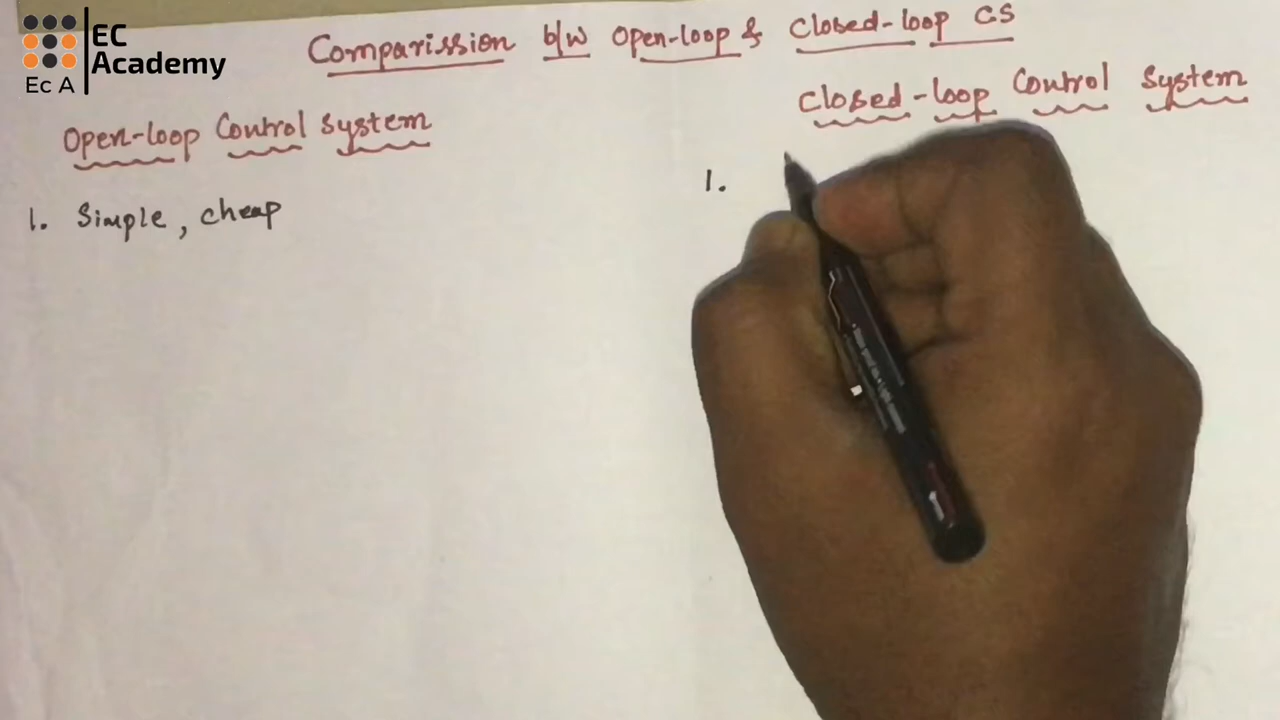 EC
Academy
Ec A
Comparission b/w Open-loop & Closed-loop CS
Open-loop Control System
Closed-loop Control System
1. Simple, cheap
1.